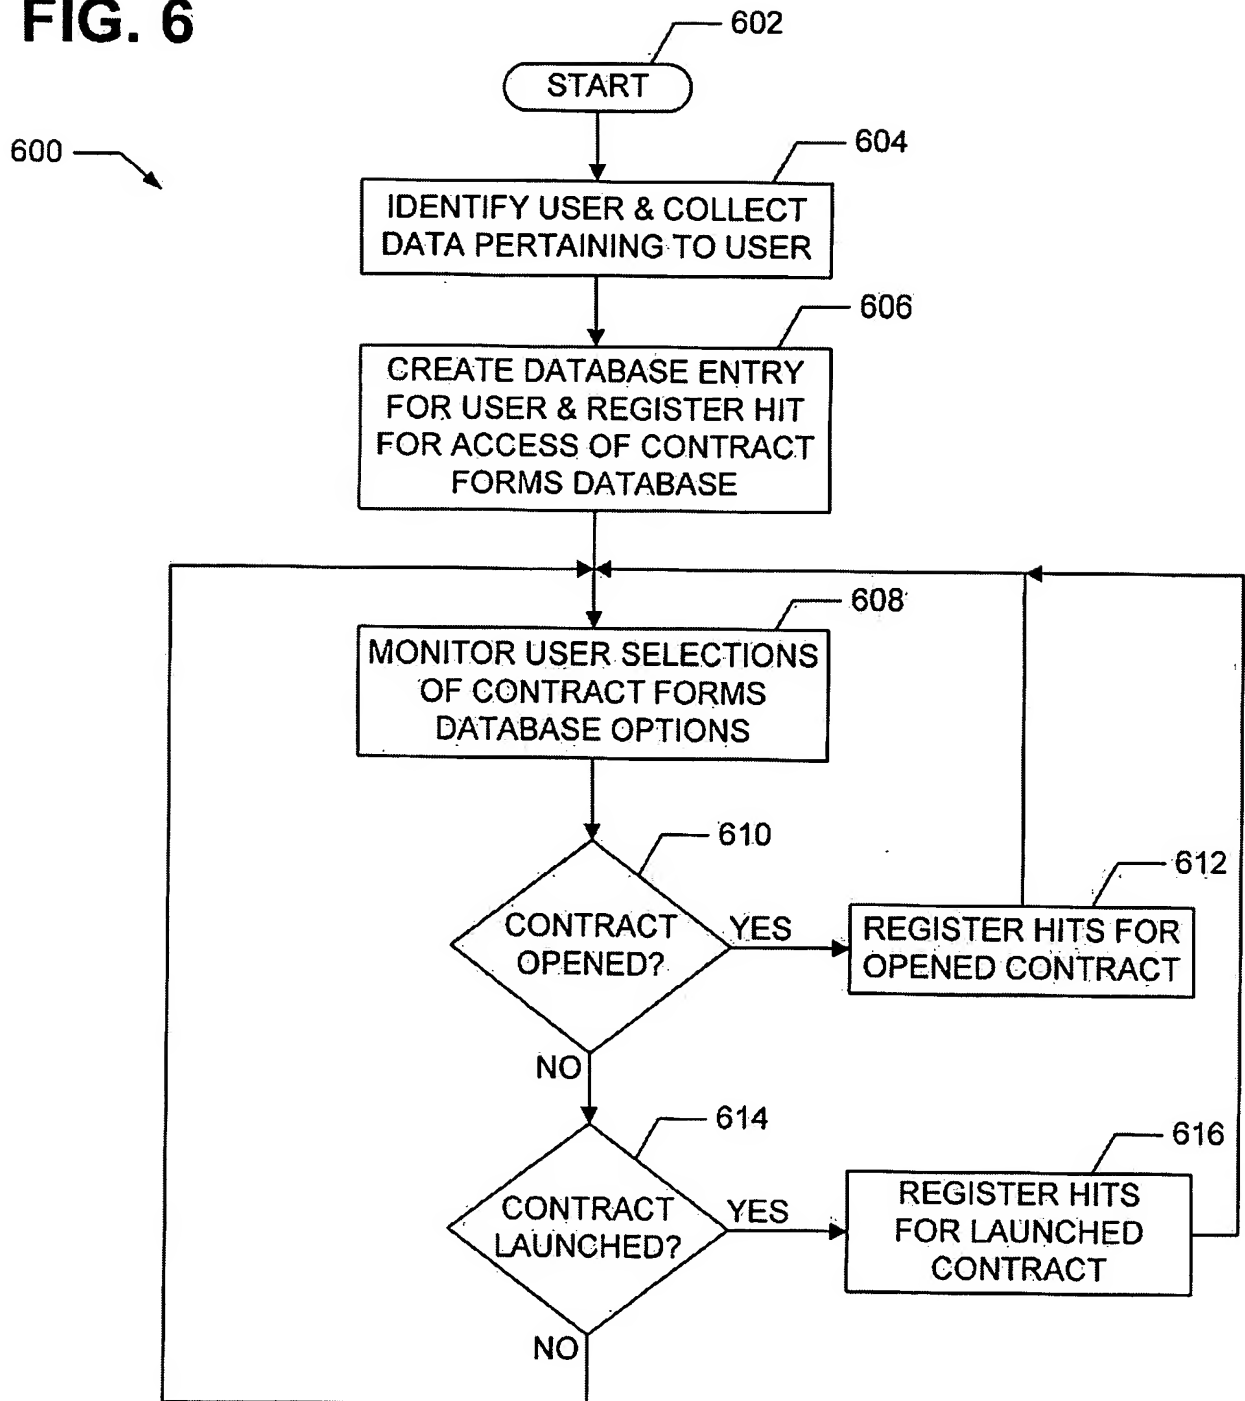 FIG. 6
602
START
600
604
IDENTIFY USER & COLLECT
DATA PERTAINING TO USER
606
CREATE DATABASE ENTRY
FOR USER & REGISTER HIT
FOR ACCESS OF CONTRACT
FORMS DATABASE
608
MONITOR USER SELECTIONS
OF CONTRACT FORMS
DATABASE OPTIONS
610
CONTRACT
OPENED?
YES
612
REGISTER HITS FOR
OPENED CONTRACT
NO
614
CONTRACT
LAUNCHED?
YES
616
REGISTER HITS
FOR LAUNCHED
CONTRACT
NO